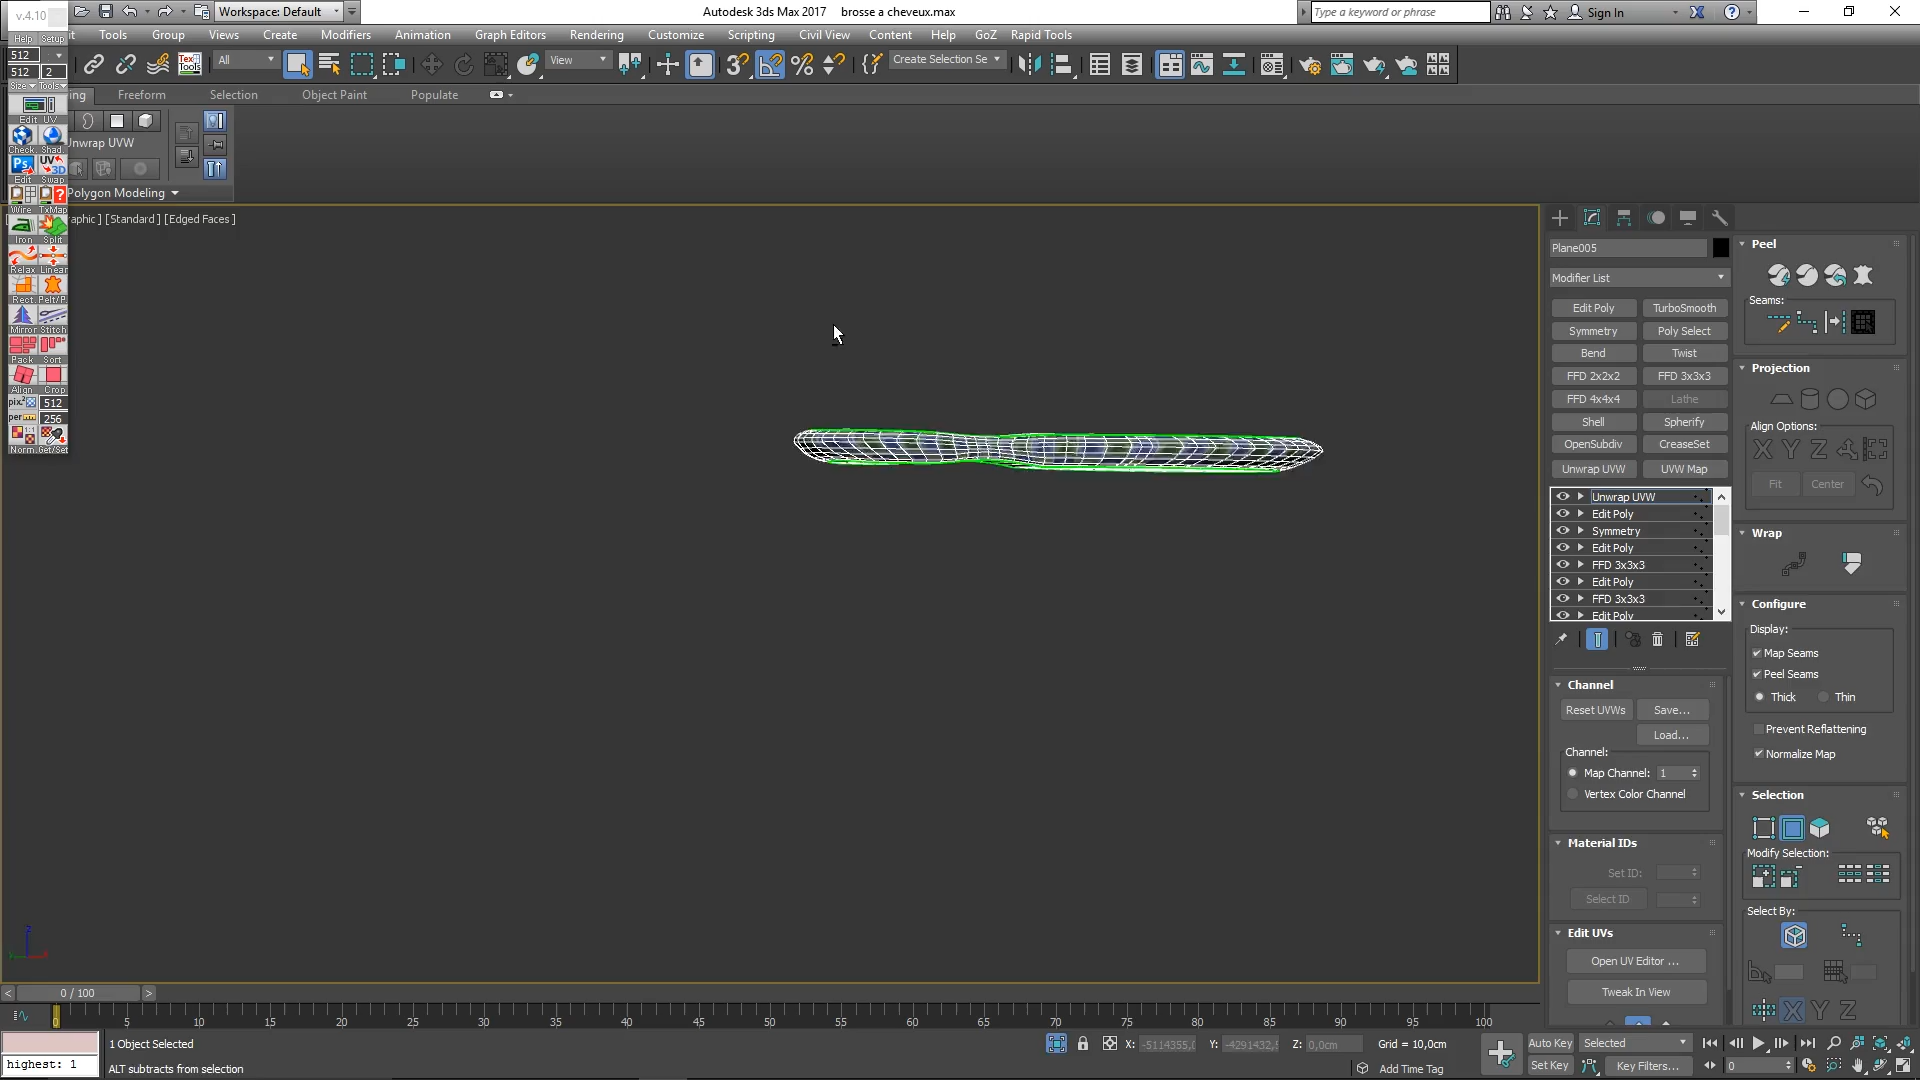 v.4.10
Workspace: Default
Autodesk 3ds Max 2017 brosse a cheveux.max
Type a keyword or phrase
Sign In
Tools Group Views Create Modifiers Animation Graph Editors Rendering Customize Scripting Civil View Content Help GoZ Rapid Tools
Help Setup
512
512 2
Size Tools
Tex Tools
All
View
Create Selection Se
Freeform Selection Object Paint Populate
Edit UV
Check. Shad.
Edit Swap
Wire TxMap
Iron Split
Relax Linear
Rect. Pelt/P.
Mirror Stitch
Pack Sort
Align Crop
pix.² 512
per 256
Norm. Get/Set
Unwrap UVW
Polygon Modeling
aphic ] [Standard ] [Edged Faces ]
Plane005
Modifier List
Edit Poly TurboSmooth
Symmetry Poly Select
Bend Twist
FFD 2x2x2 FFD 3x3x3
FFD 4x4x4 Lathe
Shell Spherify
OpenSubdiv CreaseSet
Unwrap UVW UVW Map
Unwrap UVW
Edit Poly
Symmetry
Edit Poly
FFD 3x3x3
Edit Poly
FFD 3x3x3
Edit Poly
Channel
Reset UVWs Save...
Load...
Channel:
Map Channel: 1
Vertex Color Channel
Material IDs
Set ID:
Select ID
Edit UVs
Open UV Editor ...
Tweak In View
Peel
Seams:
Projection
Align Options:
X Y Z
Fit Center
Wrap
Configure
Display:
Map Seams
Peel Seams
Thick Thin
Prevent Reflattening
Normalize Map
Selection
Modify Selection:
Select By:
X Y Z
0 / 100
0 5 10 15 20 25 30 35 40 45 50 55 60 65 70 75 80 85 90 95 100
highest: 1
1 Object Selected
ALT subtracts from selection
X: Y: Z: 0,0cm Grid = 10,0cm
Add Time Tag
Auto Key Selected
Set Key Key Filters... 0